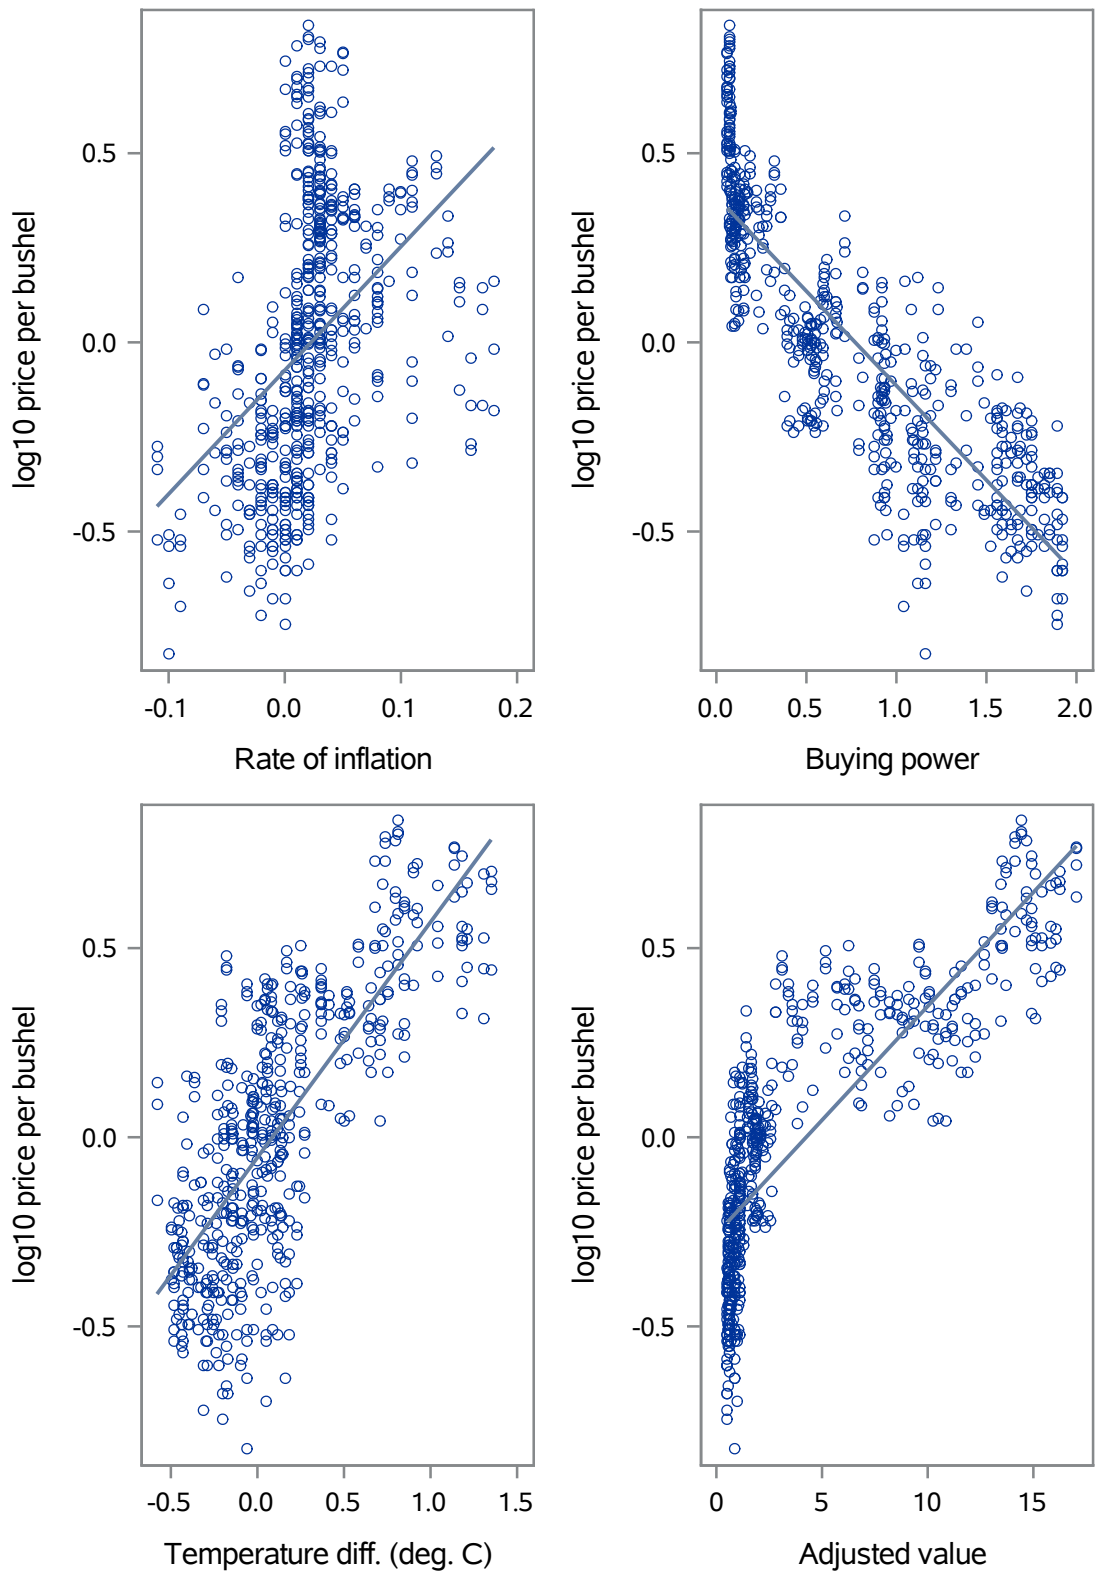 log10 price per bushel
0.5
0.0
-0.5
-0.1 0.0 0.1 0.2
Rate of inflation
log10 price per bushel
0.5
0.0
-0.5
0.0 0.5 1.0 1.5 2.0
Buying power
log10 price per bushel
0.5
0.0
-0.5
-0.5 0.0 0.5 1.0 1.5
Temperature diff. (deg. C)
log10 price per bushel
0.5
0.0
-0.5
0 5 10 15
Adjusted value